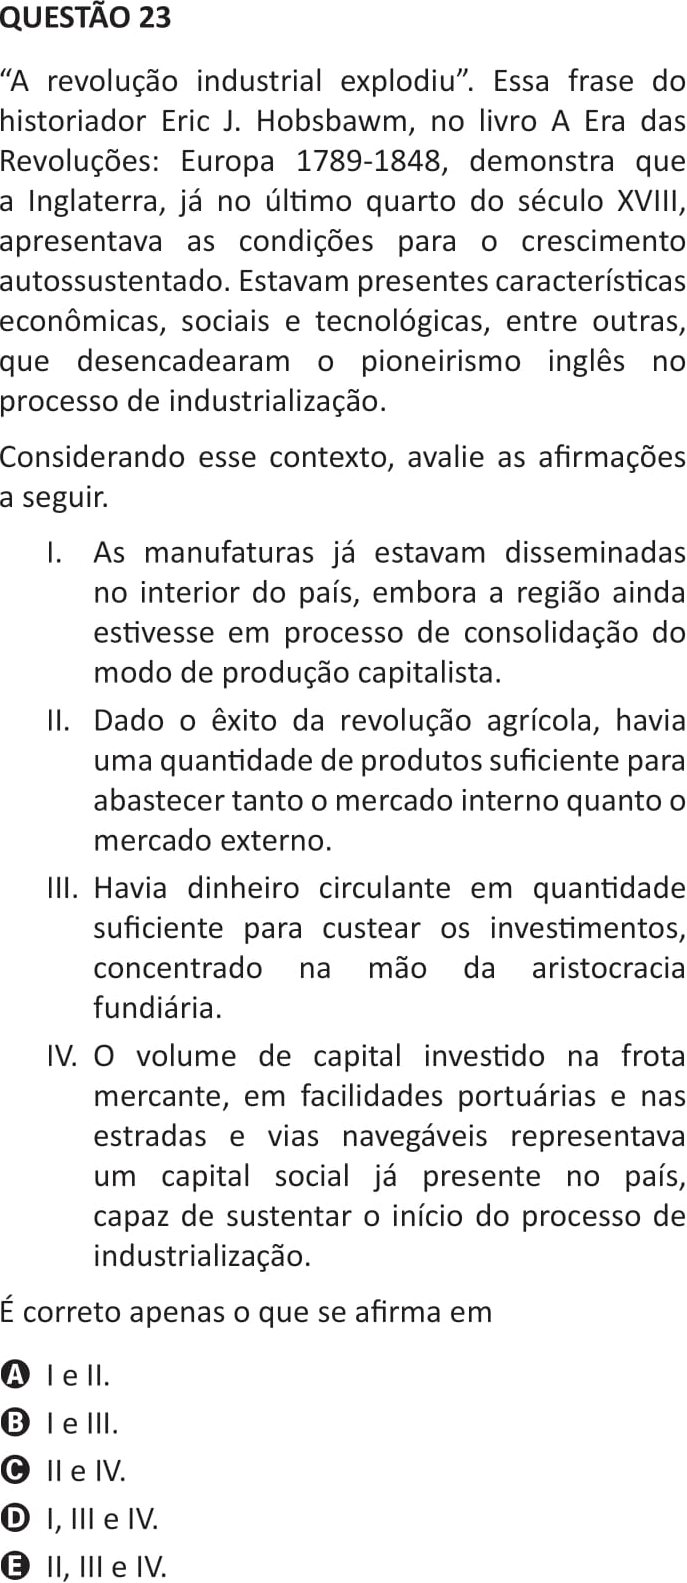 QUESTÃO 23
“A revolução industrial explodiu”. Essa frase do
historiador Eric J. Hobsbawm, no livro A Era das
Revoluções: Europa 1789-1848, demonstra que
a Inglaterra, já no último quarto do século XVIII,
apresentava as condições para o crescimento
autossustentado. Estavam presentes características
econômicas, sociais e tecnológicas, entre outras,
que desencadearam o pioneirismo inglês no
processo de industrialização.
Considerando esse contexto, avalie as afirmações
a seguir.
I. As manufaturas já estavam disseminadas
no interior do país, embora a região ainda
estivesse em processo de consolidação do
modo de produção capitalista.
II. Dado o êxito da revolução agrícola, havia
uma quantidade de produtos suficiente para
abastecer tanto o mercado interno quanto o
mercado externo.
III. Havia dinheiro circulante em quantidade
suficiente para custear os investimentos,
concentrado na mão da aristocracia
fundiária.
IV. O volume de capital investido na frota
mercante, em facilidades portuárias e nas
estradas e vias navegáveis representava
um capital social já presente no país,
capaz de sustentar o início do processo de
industrialização.
É correto apenas o que se afirma em
A I e II.
B I e III.
C II e IV.
D I, III e IV.
E II, III e IV.